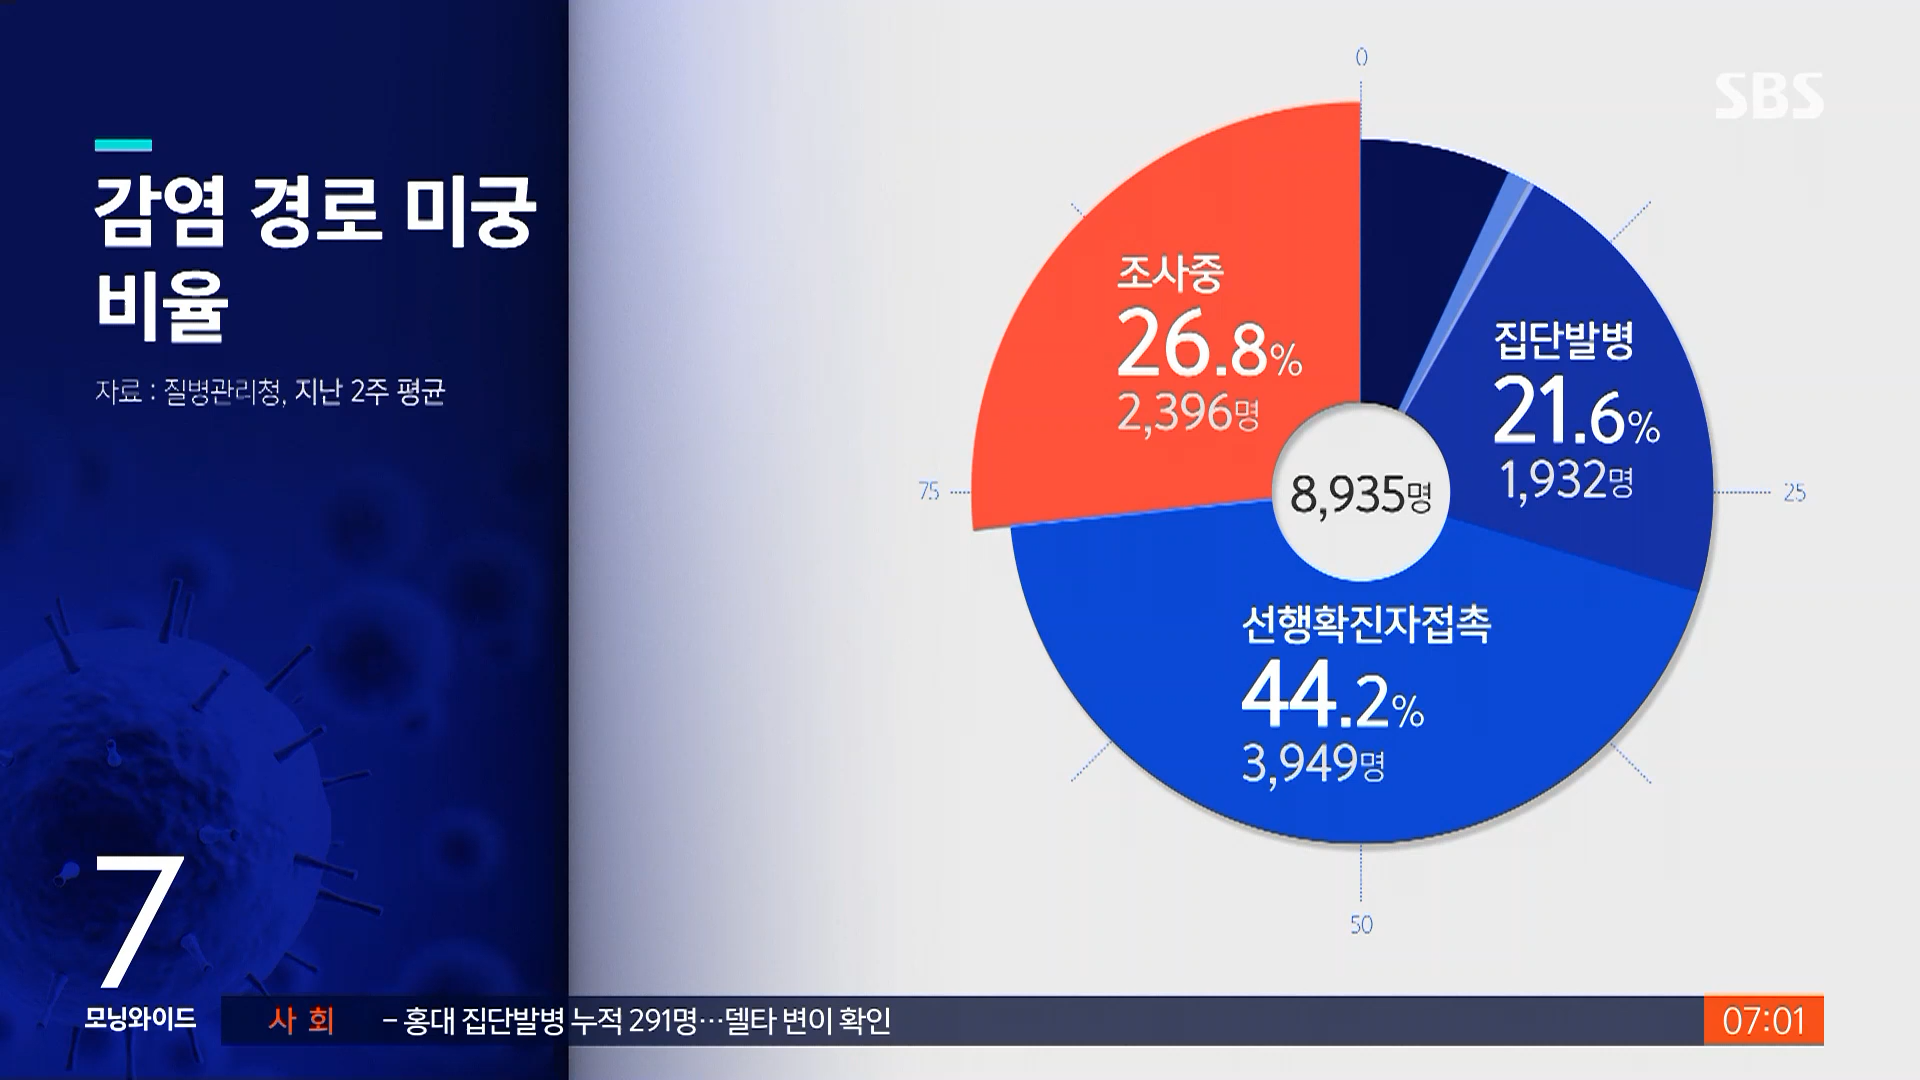 감염 경로 미궁
비율
자료 : 질병관리청, 지난 2주 평균
SBS
0
조사중
26.8%
2,396명
집단발병
21.6%
1,932명
75
8,935명
25
선행확진자접촉
44.2%
3,949명
50
7
모닝와이드
사 회
- 홍대 집단발병 누적 291명…델타 변이 확인
07:01